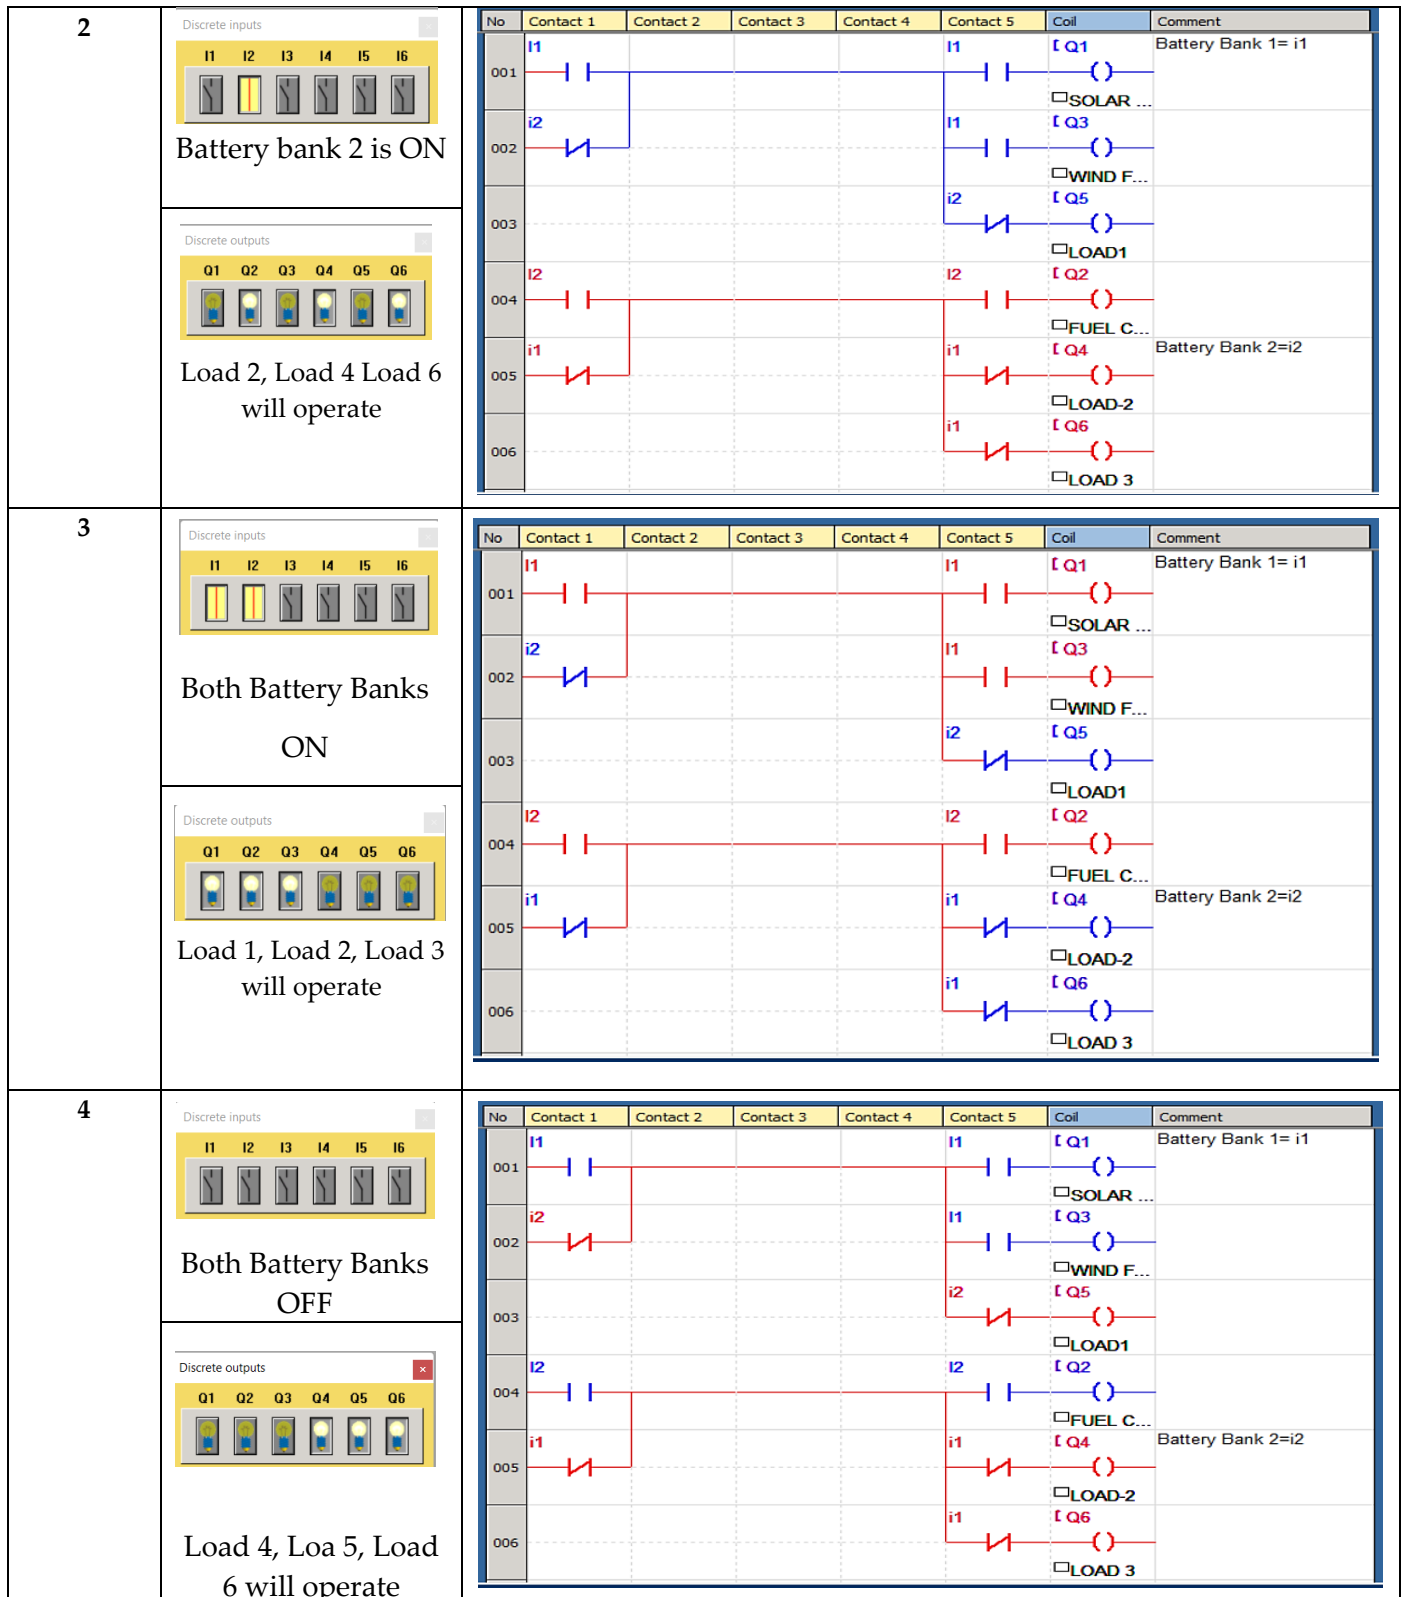 2
Discrete inputs
I1 I2 I3 I4 I5 I6
Battery bank 2 is ON
Discrete outputs
Q1 Q2 Q3 Q4 Q5 Q6
Load 2, Load 4 Load 6
will operate
No Contact 1 Contact 2 Contact 3 Contact 4 Contact 5 Coil Comment
I1 I1 [ Q1 Battery Bank 1= i1
001
SOLAR ...
i2 I1 [ Q3
002
WIND F...
i2 [ Q5
003
LOAD1
I2 I2 [ Q2
004
FUEL C...
i1 i1 [ Q4 Battery Bank 2=i2
005
LOAD-2
i1 [ Q6
006
LOAD 3
3
Discrete inputs
I1 I2 I3 I4 I5 I6
Both Battery Banks
ON
Discrete outputs
Q1 Q2 Q3 Q4 Q5 Q6
Load 1, Load 2, Load 3
will operate
No Contact 1 Contact 2 Contact 3 Contact 4 Contact 5 Coil Comment
I1 I1 [ Q1 Battery Bank 1= i1
001
SOLAR ...
i2 I1 [ Q3
002
WIND F...
i2 [ Q5
003
LOAD1
I2 I2 [ Q2
004
FUEL C...
i1 i1 [ Q4 Battery Bank 2=i2
005
LOAD-2
i1 [ Q6
006
LOAD 3
4
Discrete inputs
I1 I2 I3 I4 I5 I6
Both Battery Banks
OFF
Discrete outputs
Q1 Q2 Q3 Q4 Q5 Q6
Load 4, Loa 5, Load
6 will operate
No Contact 1 Contact 2 Contact 3 Contact 4 Contact 5 Coil Comment
I1 I1 [ Q1 Battery Bank 1= i1
001
SOLAR ...
i2 I1 [ Q3
002
WIND F...
i2 [ Q5
003
LOAD1
I2 I2 [ Q2
004
FUEL C...
i1 i1 [ Q4 Battery Bank 2=i2
005
LOAD-2
i1 [ Q6
006
LOAD 3